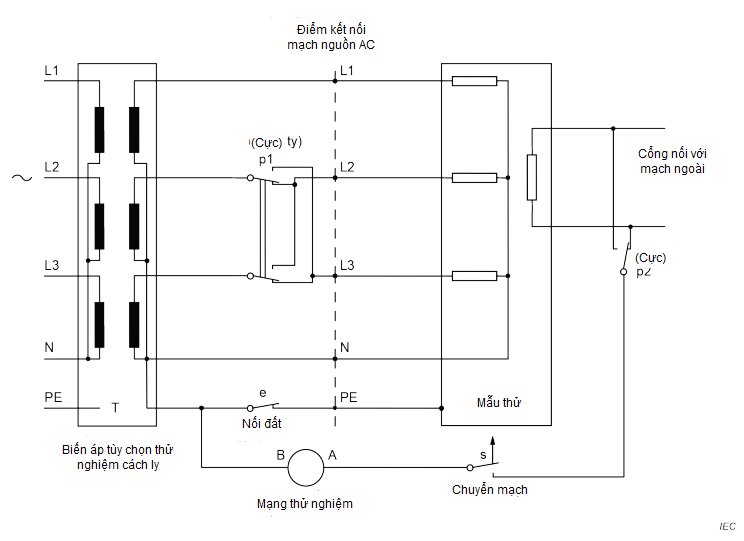 Điểm kết nối
mạch nguồn AC
L1
L1
(Cực) ty)
p1
L2
L2
Cổng nối với
mạch ngoài
L3
L3
(Cực)
p2
N
N
PE
T
e
PE
Mẫu thử
Nối đất
Biến áp tùy chọn thử
nghiệm cách ly
B
A
s
Chuyển mạch
Mạng thử nghiệm
IEC